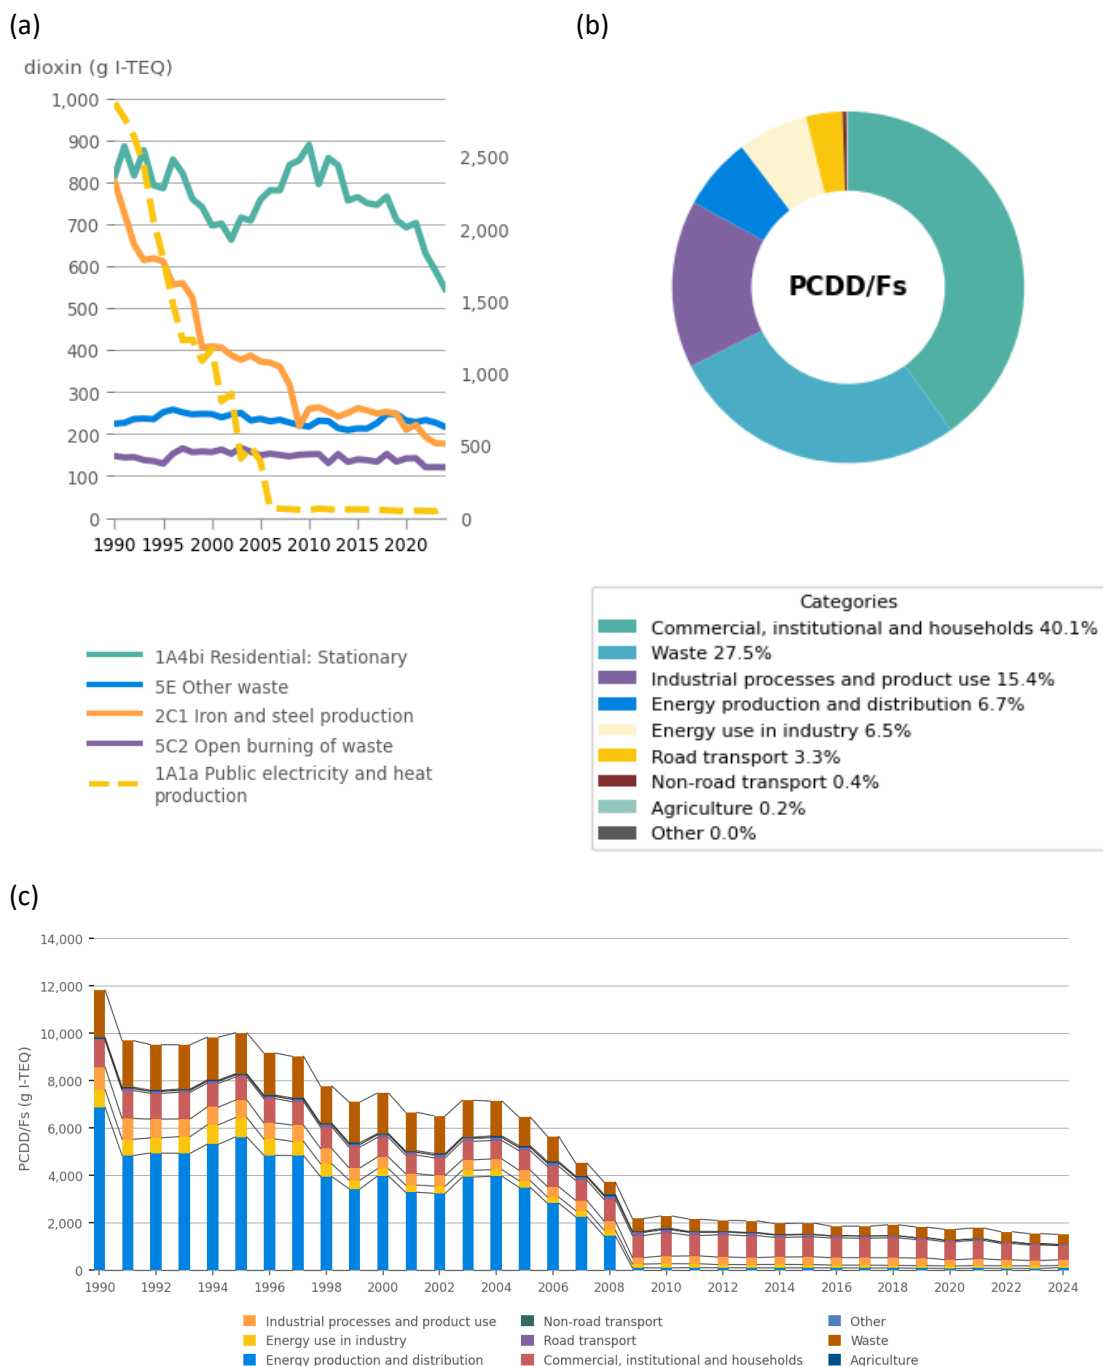 (a)
dioxin (g I-TEQ)
1,000
900
800
700
600
500
400
300
200
100
0
2,500
2,000
1,500
1,000
500
0
1990 1995 2000 2005 2010 2015 2020
1A4bi Residential: Stationary
5E Other waste
2C1 Iron and steel production
5C2 Open burning of waste
1A1a Public electricity and heat
production
(b)
PCDD/Fs
Categories
Commercial, institutional and households 40.1%
Waste 27.5%
Industrial processes and product use 15.4%
Energy production and distribution 6.7%
Energy use in industry 6.5%
Road transport 3.3%
Non-road transport 0.4%
Agriculture 0.2%
Other 0.0%
(c)
PCDD/Fs (g I-TEQ)
14,000
12,000
10,000
8,000
6,000
4,000
2,000
0
1990 1992 1994 1996 1998 2000 2002 2004 2006 2008 2010 2012 2014 2016 2018 2020 2022 2024
Industrial processes and product use
Energy use in industry
Energy production and distribution
Non-road transport
Road transport
Commercial, institutional and households
Other
Waste
Agriculture